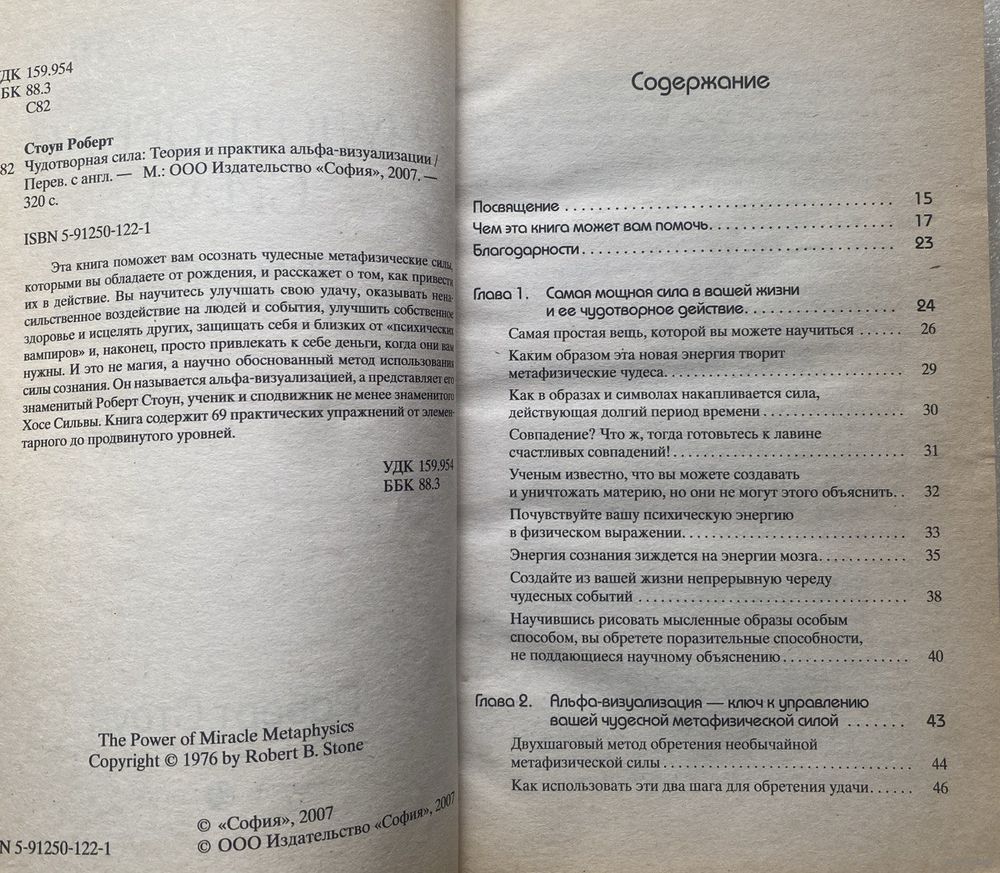 УДК 159.954
ББК 88.3
С82
Стоун Роберт
82 Чудотворная сила: Теория и практика альфа-визуализации /
Перев. с англ. — М.: ООО Издательство «София», 2007. —
320 с.
ISBN 5-91250-122-1
Эта книга поможет вам осознать чудесные метафизические силы,
которыми вы обладаете от рождения, и расскажет о том, как привести
их в действие. Вы научитесь улучшать свою удачу, оказывать нена-
сильственное воздействие на людей и события, улучшить собственное
здоровье и исцелять других, защищать себя и близких от «психических
вампиров» и, наконец, просто привлекать к себе деньги, когда они вам
нужны. И это не магия, а научно обоснованный метод использования
силы сознания. Он называется альфа-визуализацией, а представляет его
знаменитый Роберт Стоун, ученик и сподвижник не менее знаменитого
Хосе Сильвы. Книга содержит 69 практических упражнений от элемен-
тарного до продвинутого уровней.
УДК 159.954
ББК 88.3
The Power of Miracle Metaphysics
Copyright © 1976 by Robert B. Stone
© «София», 2007
© ООО Издательство «София», 2007
N 5-91250-122-1
Содержание
Посвящение . . . . . . . . . . 15
Чем эта книга может вам помочь. . . . . . . . . . 17
Благодарности. . . . . . . . . . 23
Глава 1. Самая мощная сила в вашей жизни
и ее чудотворное действие. . . . . . . . . . 24
Самая простая вещь, которой вы можете научиться . . . . . . 26
Каким образом эта новая энергия творит
метафизические чудеса. . . . . . . . . . 29
Как в образах и символах накапливается сила,
действующая долгий период времени . . . . . . . . . . 30
Совпадение? Что ж, тогда готовьтесь к лавине
счастливых совпадений! . . . . . . . . . . 31
Ученым известно, что вы можете создавать
и уничтожать материю, но они не могут этого объяснить. . 32
Почувствуйте вашу психическую энергию
в физическом выражении. . . . . . . . . . 33
Энергия сознания зиждется на энергии мозга. . . . . . . . . . 35
Создайте из вашей жизни непрерывную череду
чудесных событий . . . . . . . . . . 38
Научившись рисовать мысленные образы особым
способом, вы обретете поразительные способности,
не поддающиеся научному объяснению . . . . . . . . . . 40
Глава 2. Альфа-визуализация — ключ к управлению
вашей чудесной метафизической силой . . . . . . . 43
Двухшаговый метод обретения необычайной
метафизической силы . . . . . . . . . . 44
Как использовать эти два шага для обретения удачи. . . . . . 46